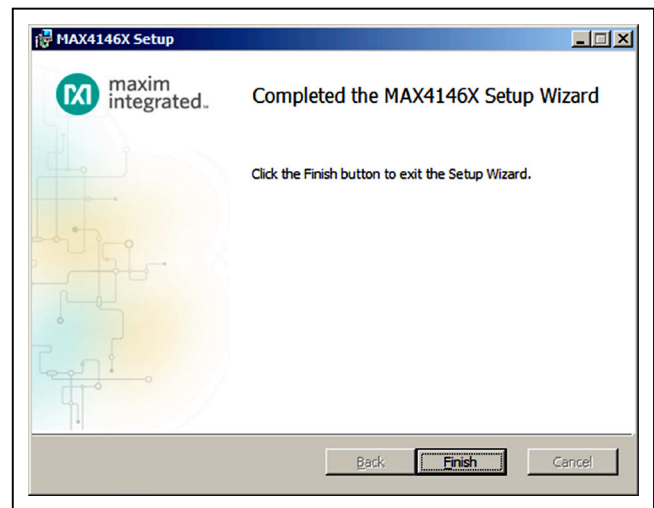 MAX4146X Setup
maxim
integrated™
Completed the MAX4146X Setup Wizard
Click the Finish button to exit the Setup Wizard.
Back Finish Cancel